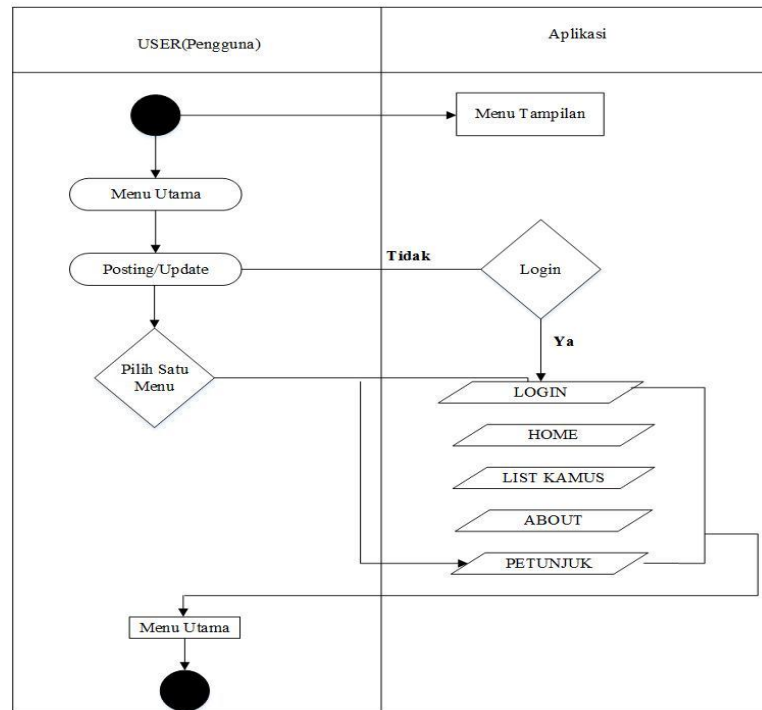 USER(Pengguna)
Aplikasi
Menu Tampilan
Menu Utama
Posting/Update
Tidak
Login
Ya
Pilih Satu
Menu
LOGIN
HOME
LIST KAMUS
ABOUT
PETUNJUK
Menu Utama